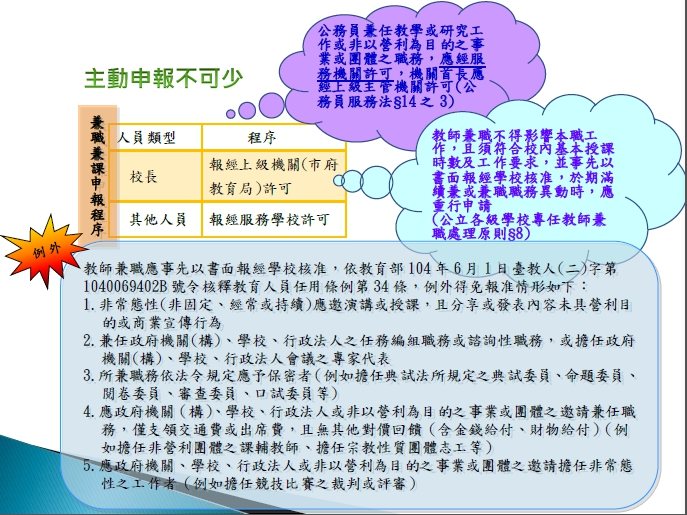 主動申報不可少
公務員兼任教學或研究工
作或非以營利為目的之事
業或團體之職務，應經服
務機關許可，機關首長應
經上級主管機關許可(公
務員服務法§14之3)
兼職兼課申報程序
人員類型 程序
校長 報經上級機關(市府
教育局)許可
其他人員 報經服務學校許可
教師兼職不得影響本職工
作，且須符合校內基本授課
時數及工作要求，並事先以
書面報經學校核准，於期滿
續兼或兼職職務異動時，應
重行申請
(公立各級學校專任教師兼
職處理原則§8)
例外
教師兼職應事先以書面報經學校核准，依教育部104年6月1日臺教人(二)字第
1040069402B號令核釋教育人員任用條例第34條，例外得免報准情形如下：
1.非常態性(非固定、經常或持續)應邀演講或授課，且分享或發表內容未具營利目
的或商業宣傳行為
2.兼任政府機關(構)、學校、行政法人之任務編組職務或諮詢性職務，或擔任政府
機關(構)、學校、行政法人會議之專家代表
3.所兼職務依法令規定應予保密者(例如擔任典試法所規定之典試委員、命題委員、
閱卷委員、審查委員、口試委員等)
4.應政府機關（構)、學校、行政法人或非以營利為目的之事業或團體之邀請兼任職
務，僅支領交通費或出席費，且無其他對價回饋（含金錢給付、財物給付）(例
如擔任非營利團體之課輔教師、擔任宗教性質團體志工等）
5.應政府機關、學校、行政法人或非以營利為目的之事業或團體之邀請擔任非常態
性之工作者（例如擔任競技比賽之裁判或評審）